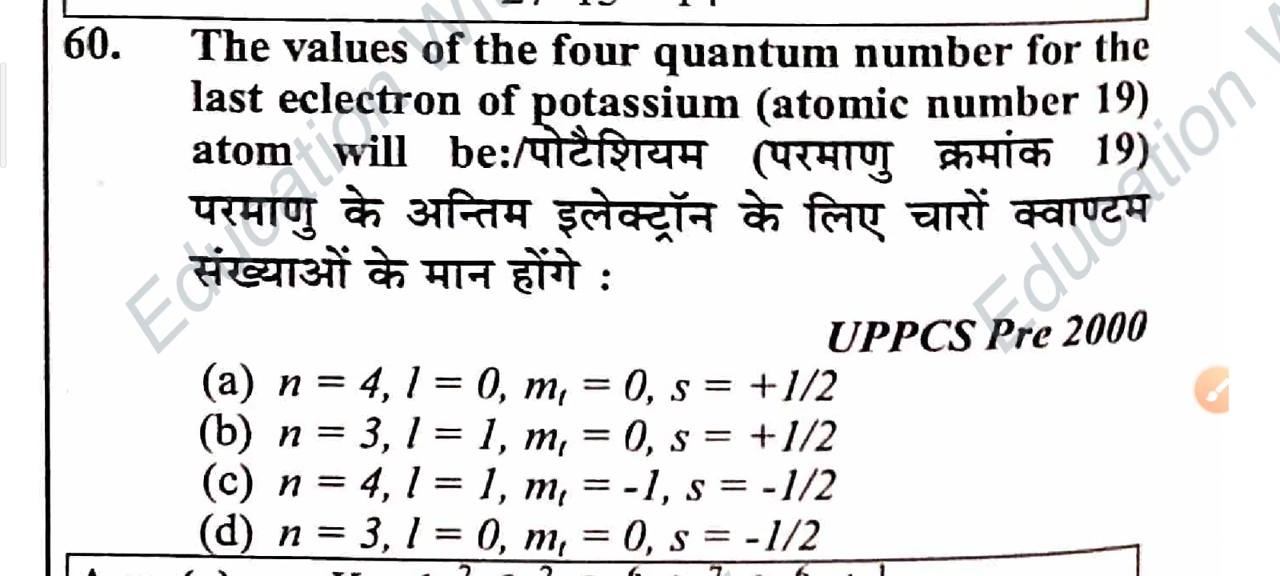 60. The values of the four quantum number for the
last eclectron of potassium (atomic number 19)
atom will be:/पोटैशियम (परमाणु क्रमांक 19)
परमाणु के अन्तिम इलेक्ट्रॉन के लिए चारों क्वाण्टम
संख्याओं के मान होंगे :
UPPCS Pre 2000
(a) n = 4, l = 0, mₗ = 0, s = +1/2
(b) n = 3, l = 1, mₗ = 0, s = +1/2
(c) n = 4, l = 1, mₗ = -1, s = -1/2
(d) n = 3, l = 0, mₗ = 0, s = -1/2
Education
Education